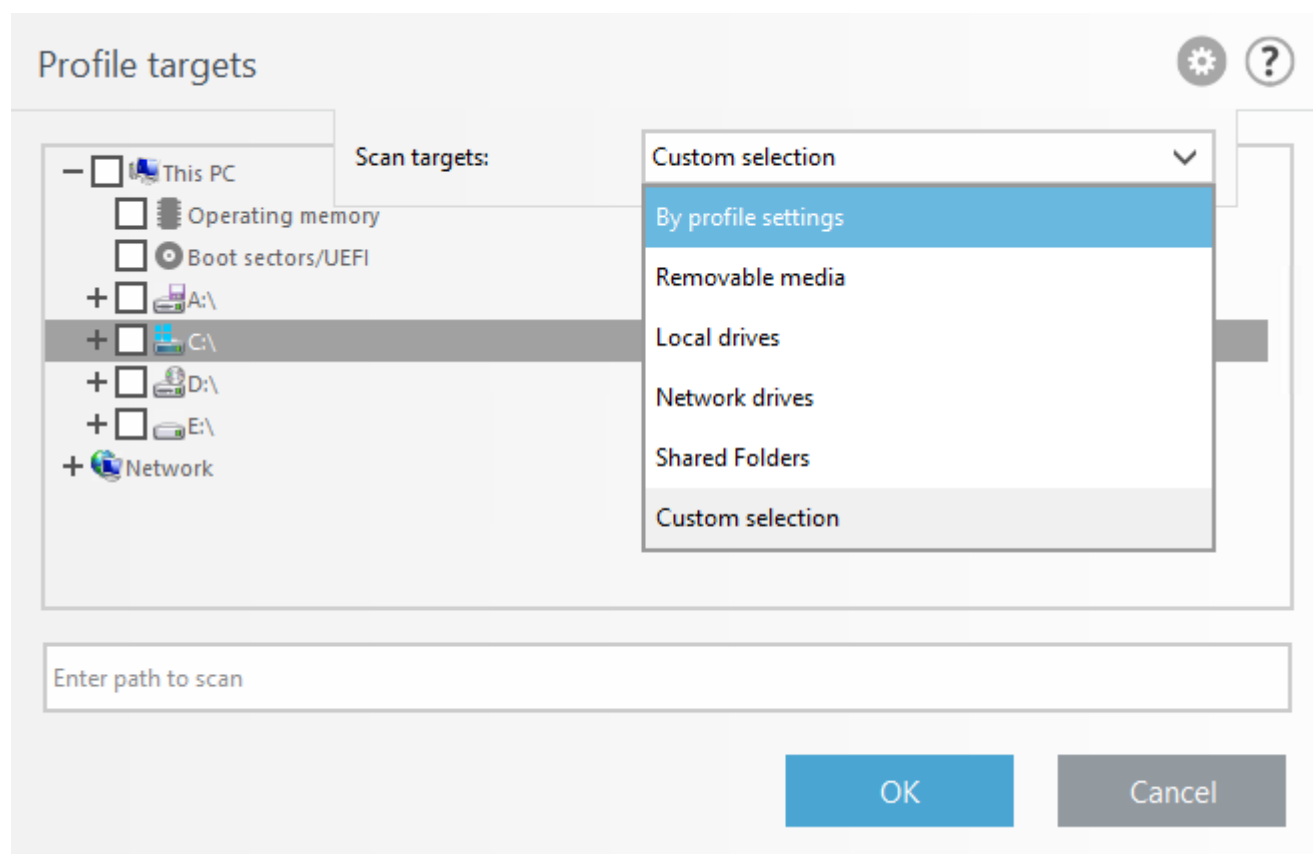 Profile targets
?
Scan targets:
Custom selection
This PC
Operating memory
Boot sectors/UEFI
A:\
C:\
D:\
E:\
Network
By profile settings
Removable media
Local drives
Network drives
Shared Folders
Custom selection
Enter path to scan
OK
Cancel